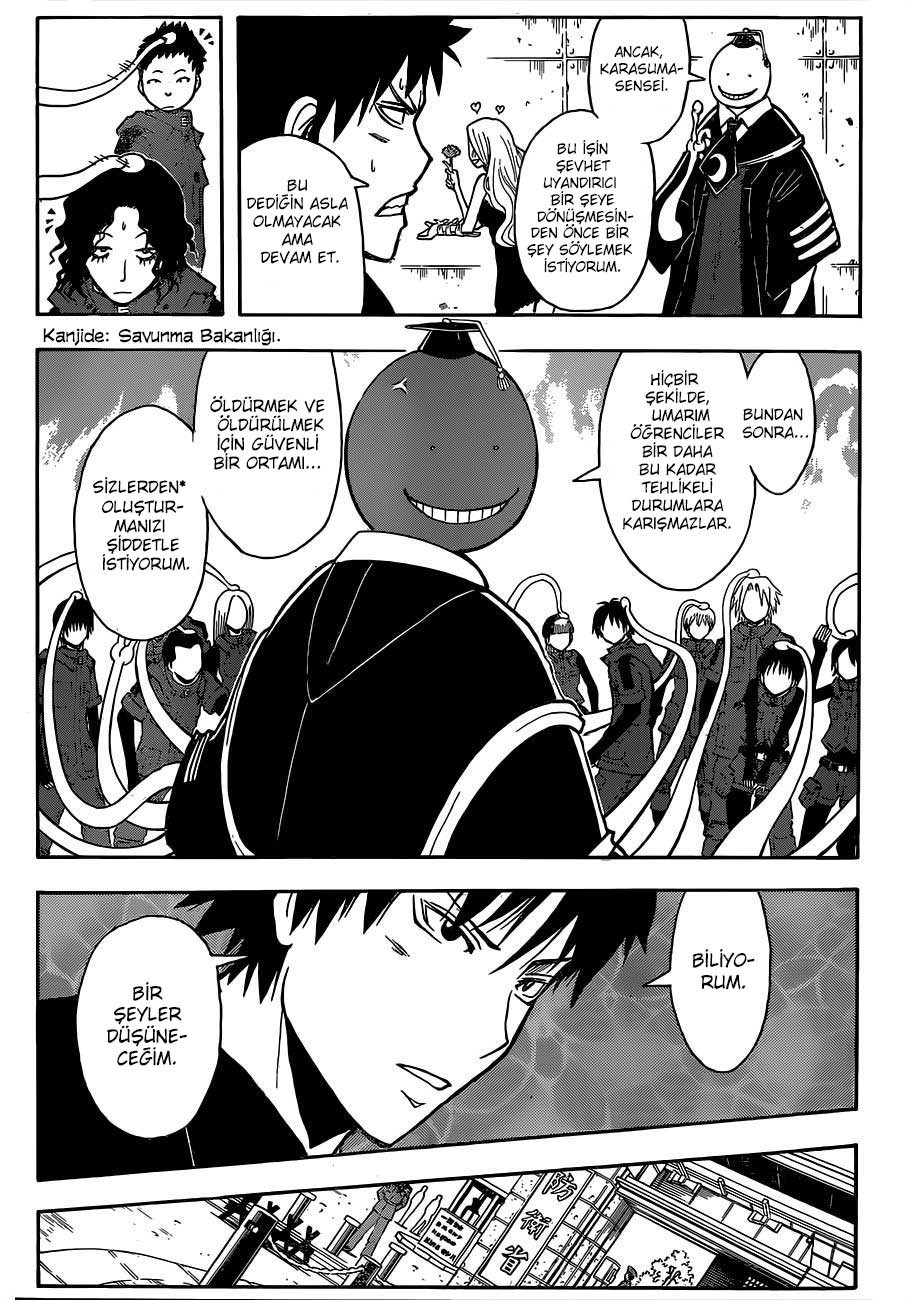 ANCAK,
KARASUMA-
SENSEI.
BU İŞİN
ŞEVHET
UYANDIRICI
BİR ŞEYE
DÖNÜŞMESİN-
DEN ÖNCE BİR
ŞEY SÖYLEMEK
İSTİYORUM.
BU
DEDİĞİN ASLA
OLMAYACAK
AMA
DEVAM ET.
Kanjide: Savunma Bakanlığı.
BUNDAN
SONRA...
HİÇBİR
ŞEKİLDE,
UMARIM
ÖĞRENCİLER
BİR DAHA
BU KADAR
TEHLİKELİ
DURUMLARA
KARIŞMAZLAR.
ÖLDÜRMEK VE
ÖLDÜRÜLMEK
İÇİN GÜVENLİ
BİR ORTAMI...
SİZLERDEN*
OLUŞTUR-
MANIZI
ŞİDDETLE
İSTİYORUM.
BİLİYO-
RUM.
BİR
ŞEYLER
DÜŞÜNE-
CEĞİM.
防衛省